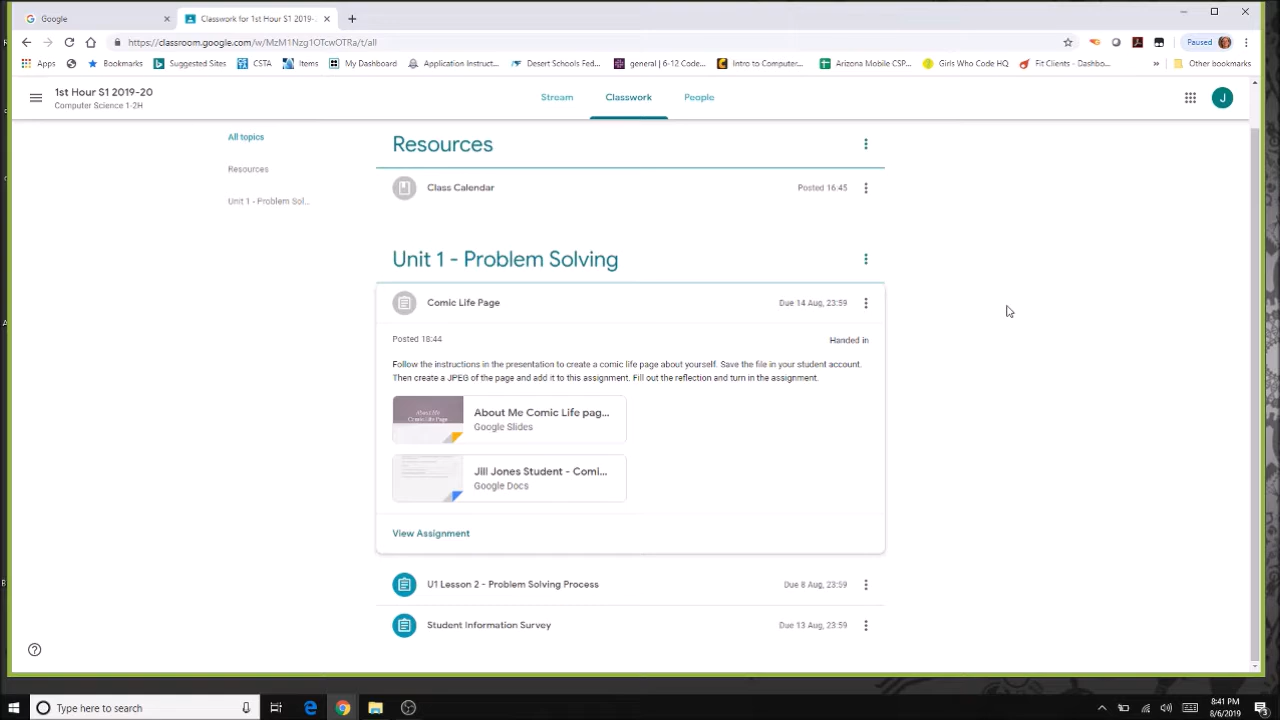 Google
Classwork for 1st Hour S1 2019-
https://classroom.google.com/w/MzM1Nzg1OTcwOTRa/t/all
Paused
Apps
Bookmarks
Suggested Sites
CSTA
Items
My Dashboard
Application Instruct...
Desert Schools Fed...
general | 6-12 Code...
Intro to Computer...
Arizona Mobile CSP...
Girls Who Code HQ
Fit Clients - Dashbo...
»
Other bookmarks
1st Hour S1 2019-20
Computer Science 1-2H
Stream
Classwork
People
J
All topics
Resources
Unit 1 - Problem Sol...
Resources
Class Calendar
Posted 16:45
Unit 1 - Problem Solving
Comic Life Page
Due 14 Aug, 23:59
Posted 18:44
Handed in
Follow the instructions in the presentation to create a comic life page about yourself. Save the file in your student account.
Then create a JPEG of the page and add it to this assignment. Fill out the reflection and turn in the assignment.
About Me
Comic Life Page
About Me Comic Life pag...
Google Slides
Jill Jones Student - Comi...
Google Docs
View Assignment
U1 Lesson 2 - Problem Solving Process
Due 8 Aug, 23:59
Student Information Survey
Due 13 Aug, 23:59
Type here to search
8:41 PM
8/6/2019